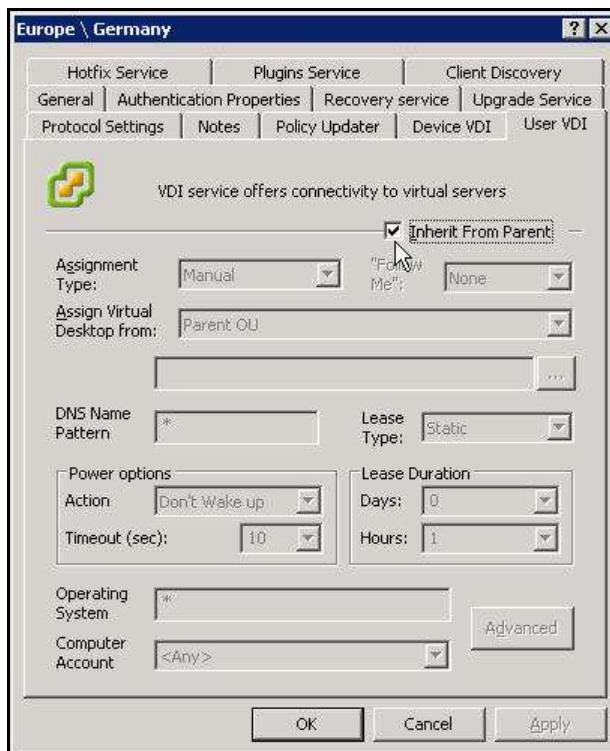 Europe \ Germany
Hotfix Service Plugins Service Client Discovery
General Authentication Properties Recovery service Upgrade Service
Protocol Settings Notes Policy Updater Device VDI User VDI
VDI service offers connectivity to virtual servers
Inherit From Parent
Assignment Type: Manual "Follow Me": None
Assign Virtual Desktop from: Parent OU
...
DNS Name Pattern * Lease Type: Static
Power options Lease Duration
Action Don't Wake up Days: 0
Timeout (sec): 10 Hours: 1
Operating System *
Advanced
Computer Account <Any>
OK Cancel Apply